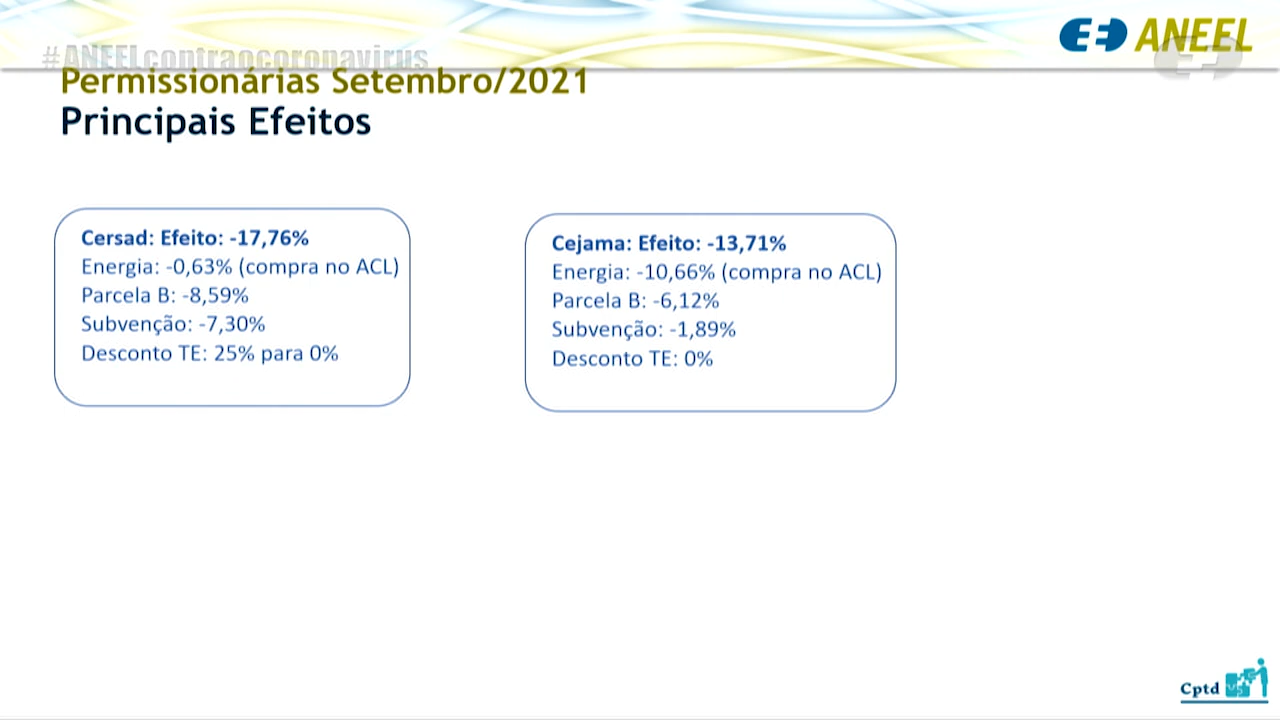 ANEEL
#ANEELcontraocoronavirus
Permissionárias Setembro/2021
Principais Efeitos
Cersad: Efeito: -17,76%
Energia: -0,63% (compra no ACL)
Parcela B: -8,59%
Subvenção: -7,30%
Desconto TE: 25% para 0%
Cejama: Efeito: -13,71%
Energia: -10,66% (compra no ACL)
Parcela B: -6,12%
Subvenção: -1,89%
Desconto TE: 0%
Cptd